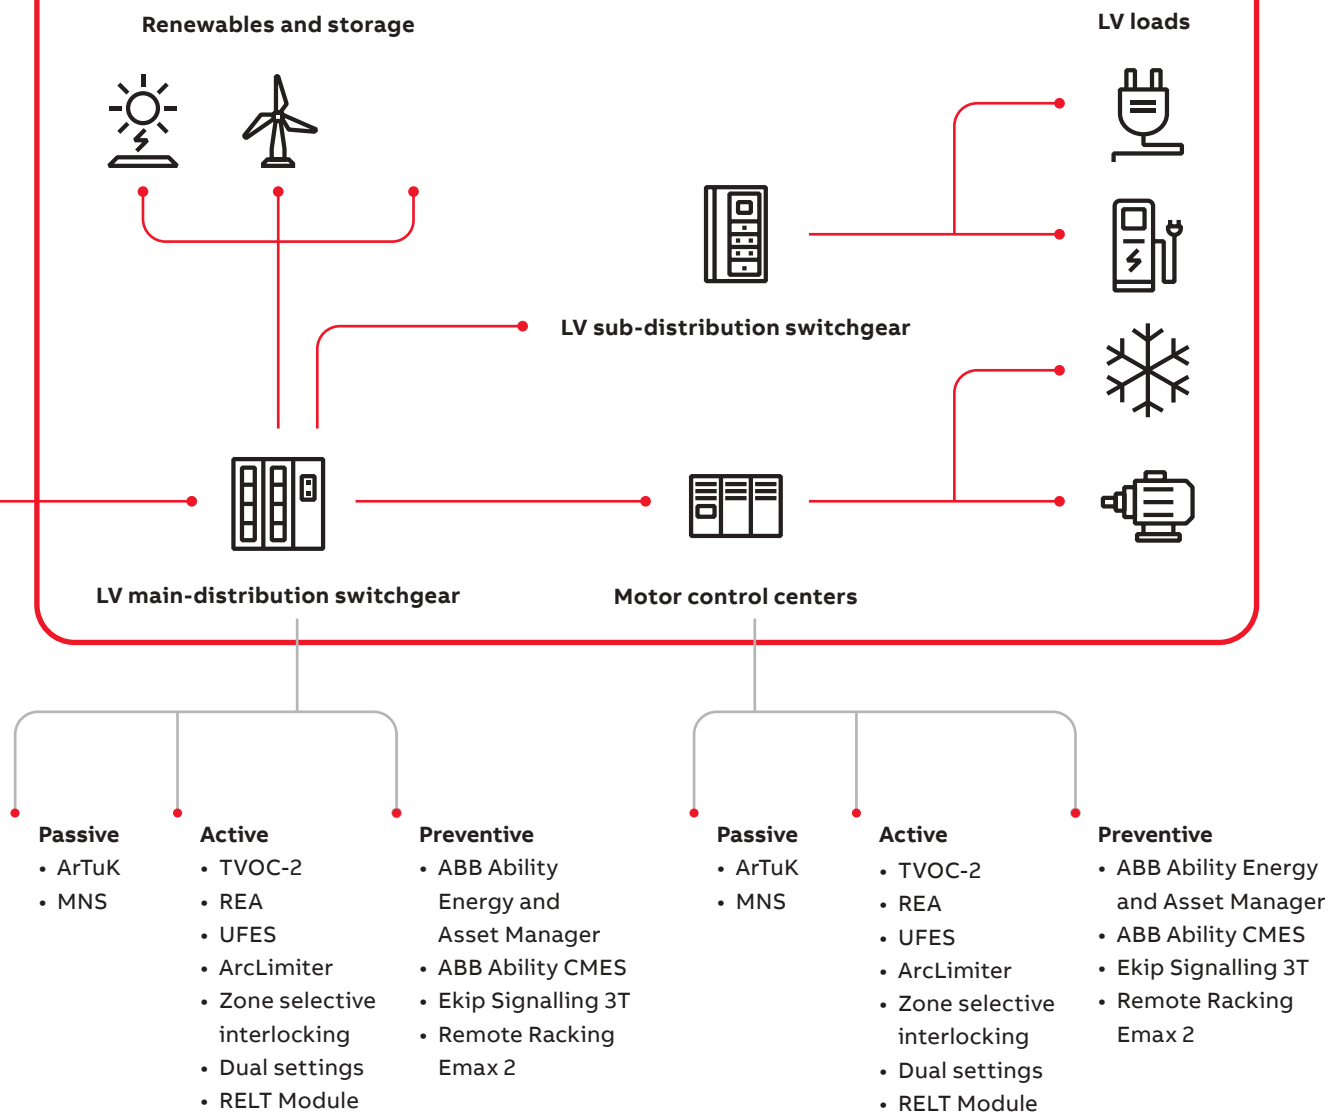 Renewables and storage
LV loads
LV sub-distribution switchgear
LV main-distribution switchgear
Motor control centers
Passive
• ArTuK
• MNS
Active
• TVOC-2
• REA
• UFES
• ArcLimiter
• Zone selective
interlocking
• Dual settings
• RELT Module
Preventive
• ABB Ability
Energy and
Asset Manager
• ABB Ability CMES
• Ekip Signalling 3T
• Remote Racking
Emax 2
Passive
• ArTuK
• MNS
Active
• TVOC-2
• REA
• UFES
• ArcLimiter
• Zone selective
interlocking
• Dual settings
• RELT Module
Preventive
• ABB Ability Energy
and Asset Manager
• ABB Ability CMES
• Ekip Signalling 3T
• Remote Racking
Emax 2